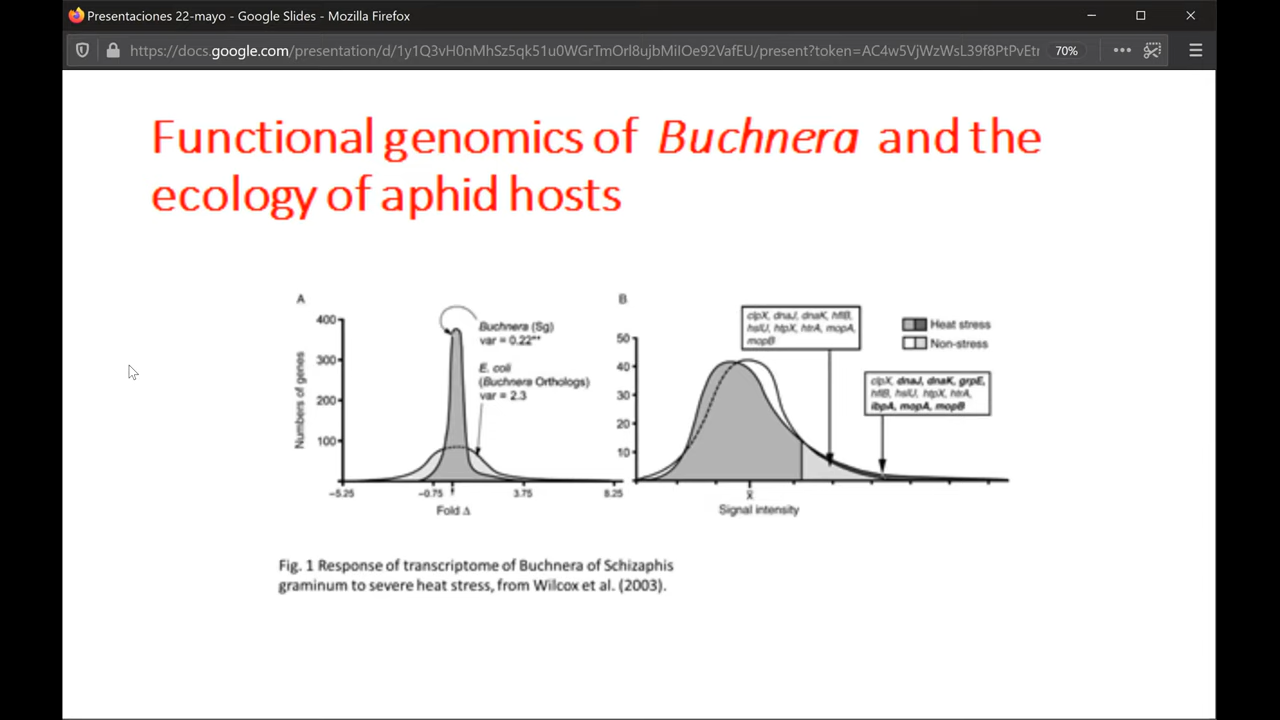 Presentaciones 22-mayo - Google Slides - Mozilla Firefox
https://docs.google.com/presentation/d/1y1Q3vH0nMhSz5qk51u0WGrTmOrI8ujbMiIOe92VafEU/present?token=AC4w5VjWzWsL39f8PtPvEtr
70%
Functional genomics of Buchnera and the
ecology of aphid hosts
A
400
300
200
100
Numbers of genes
-5.25
-0.75
3.75
8.25
Fold Δ
Buchnera (Sg)
var = 0.22**
E. coli
(Buchnera Orthologs)
var = 2.3
B
50
40
30
20
10
x̄
Signal intensity
clpX, dnaJ, dnaK, hflB,
hslU, htpX, htrA, mopA,
mopB
Heat stress
Non-stress
clpX, dnaJ, dnaK, grpE,
hflB, hslU, htpX, htrA,
ibpA, mopA, mopB
Fig. 1 Response of transcriptome of Buchnera of Schizaphis
graminum to severe heat stress, from Wilcox et al. (2003).